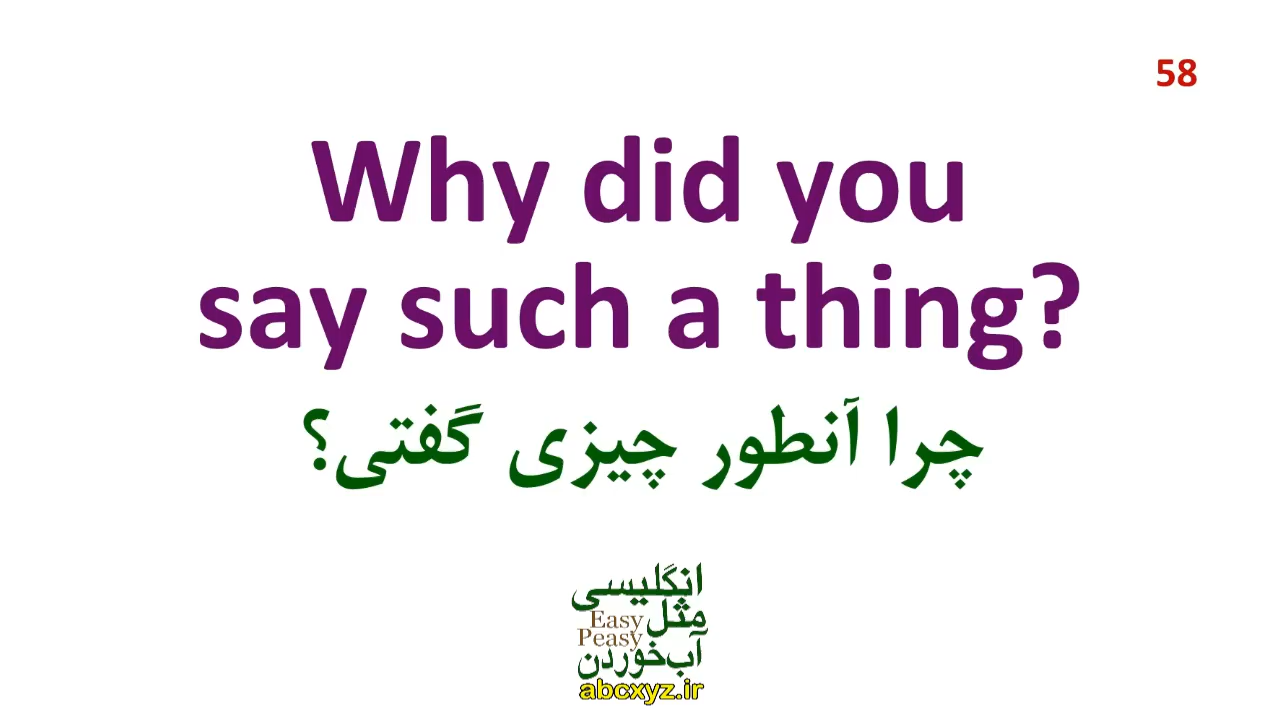 58
Why did you
say such a thing?
چرا آنطور چیزی گفتی؟
انگلیسی
مثل
Easy
Peasy
آب‌خوردن
abcxyz.ir